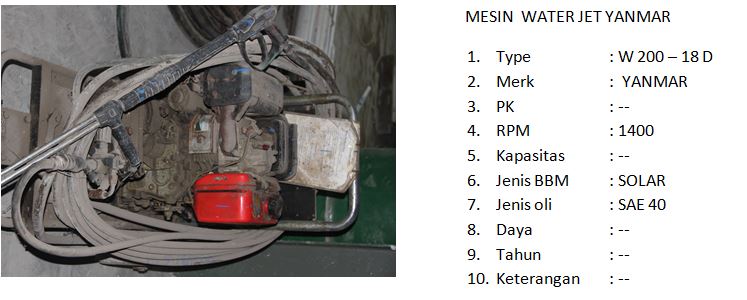 MESIN WATER JET YANMAR
1. Type : W 200 – 18 D
2. Merk : YANMAR
3. PK : --
4. RPM : 1400
5. Kapasitas : --
6. Jenis BBM : SOLAR
7. Jenis oli : SAE 40
8. Daya : --
9. Tahun : --
10. Keterangan : --